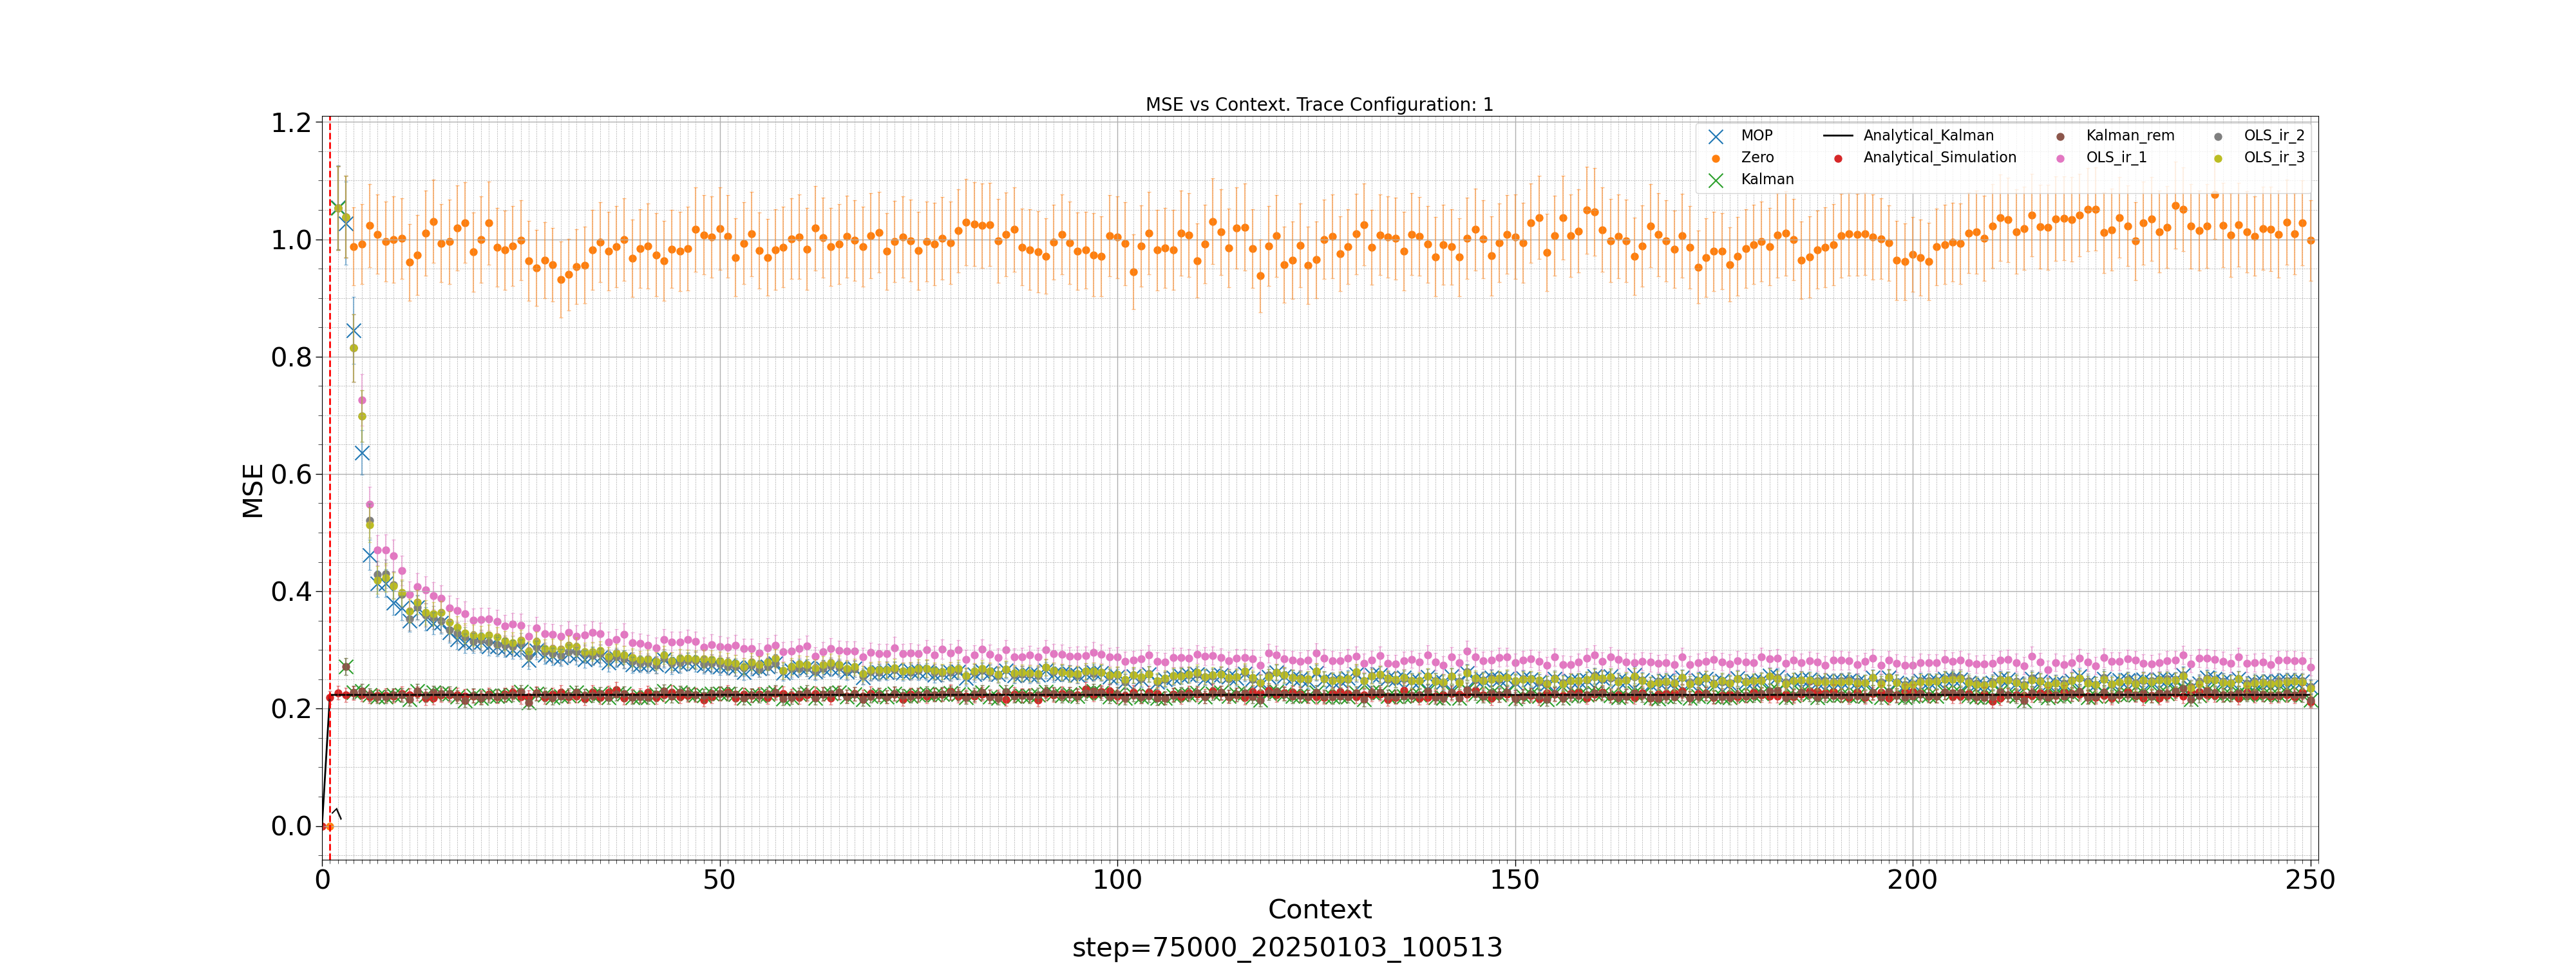 MSE vs Context. Trace Configuration: 1
MOP
Zero
Kalman
Analytical_Kalman
Analytical_Simulation
Kalman_rem
OLS_ir_1
OLS_ir_2
OLS_ir_3
MSE
1.2
1.0
0.8
0.6
0.4
0.2
0.0
0 50 100 150 200 250
Context
step=75000_20250103_100513